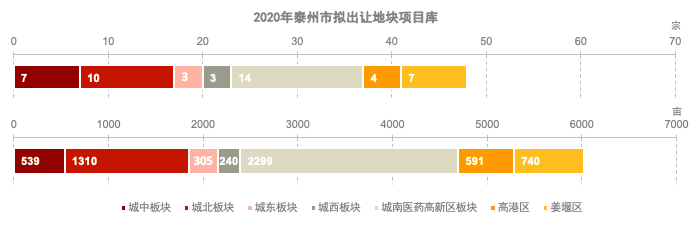 2020年泰州市拟出让地块项目库
宗
0 10 20 30 40 50 60 70
7 10 3 3 14 4 7
亩
0 1000 2000 3000 4000 5000 6000 7000
539 1310 305 240 2299 591 740
城中板块 城北板块 城东板块 城西板块 城南医药高新区板块 高港区 姜堰区